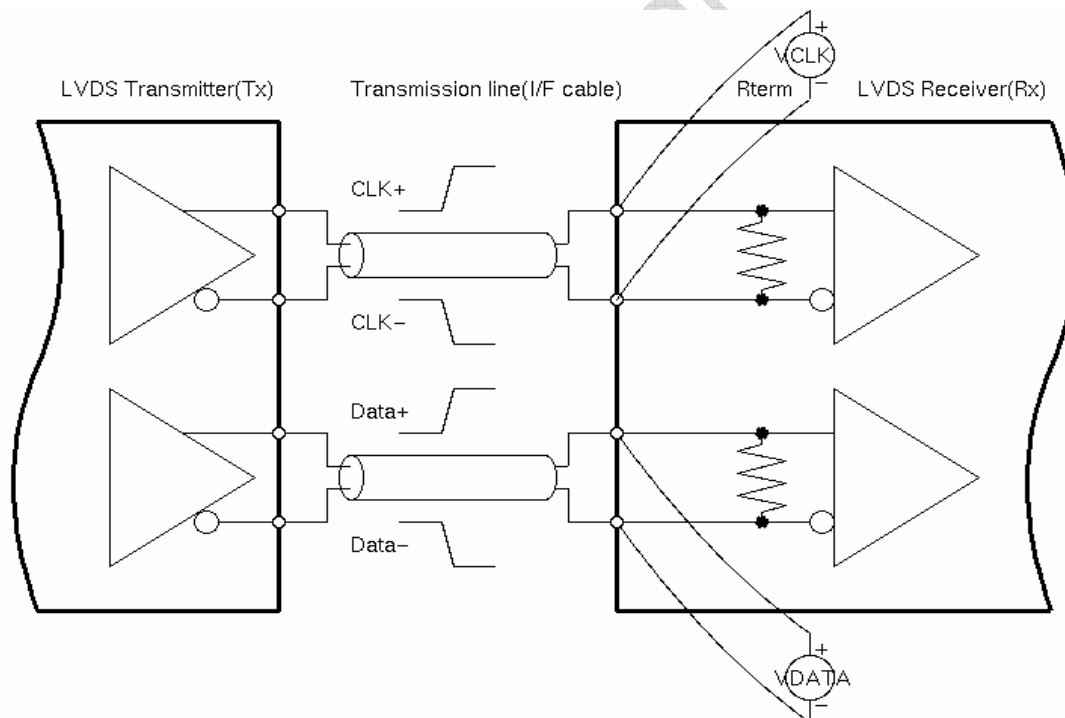 VCLK
+
−
LVDS Transmitter(Tx) Transmission line(I/F cable) Rterm LVDS Receiver(Rx)
CLK+
CLK−
Data+
Data−
+
VDATA
−